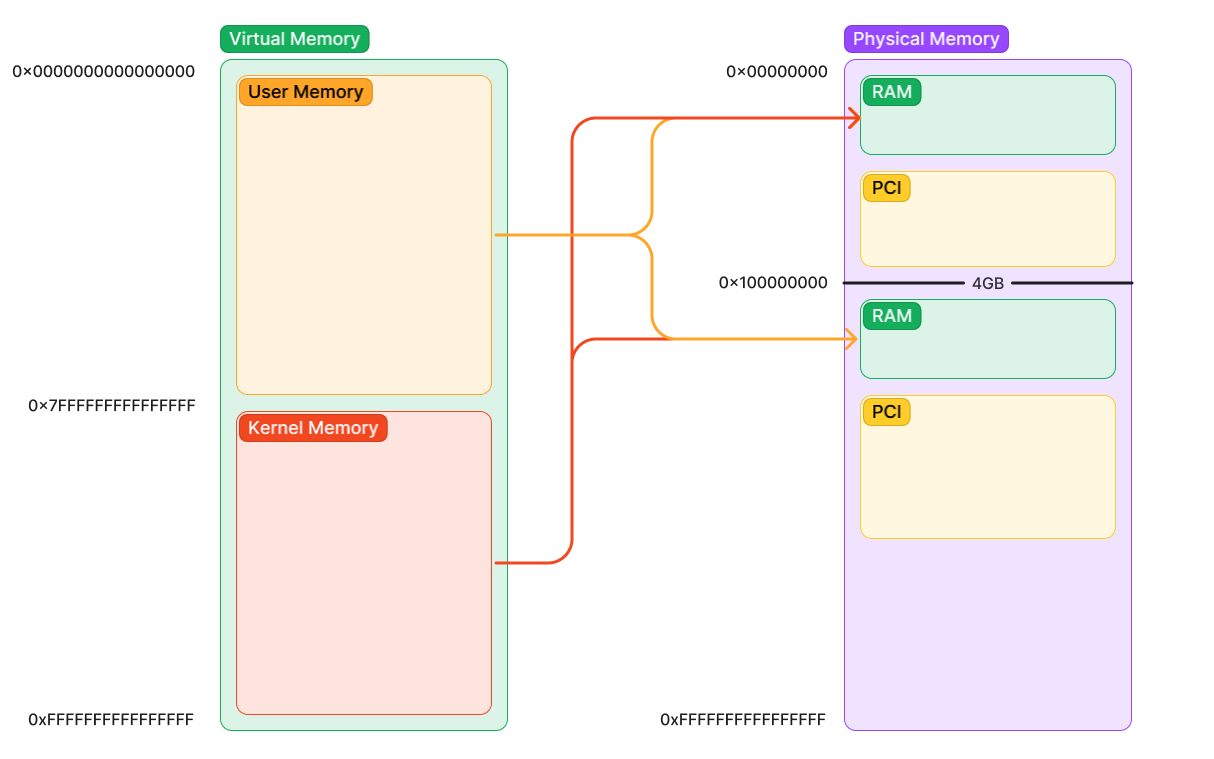 Virtual Memory
Physical Memory
0×0000000000000000
0×00000000
User Memory
RAM
PCI
0×100000000
4GB
RAM
0×7FFFFFFFFFFFFFFF
Kernel Memory
PCI
0xFFFFFFFFFFFFFFFF
0xFFFFFFFFFFFFFFFF